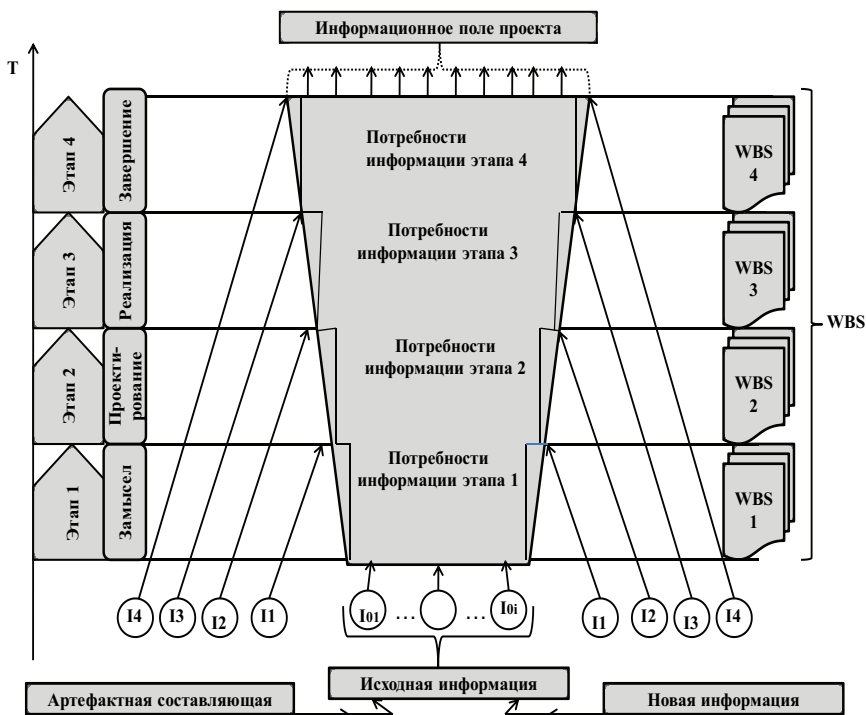 Информационное поле проекта
T
Этап 4
Завершение
Потребности
информации этапа 4
WBS
4
Этап 3
Реализация
Потребности
информации этапа 3
WBS
3
WBS
Этап 2
Проекти-
рование
Потребности
информации этапа 2
WBS
2
Этап 1
Замысел
Потребности
информации этапа 1
WBS
1
I4
I3
I2
I1
I01
...
...
I0i
I1
I2
I3
I4
Исходная информация
Артефактная составляющая
Новая информация